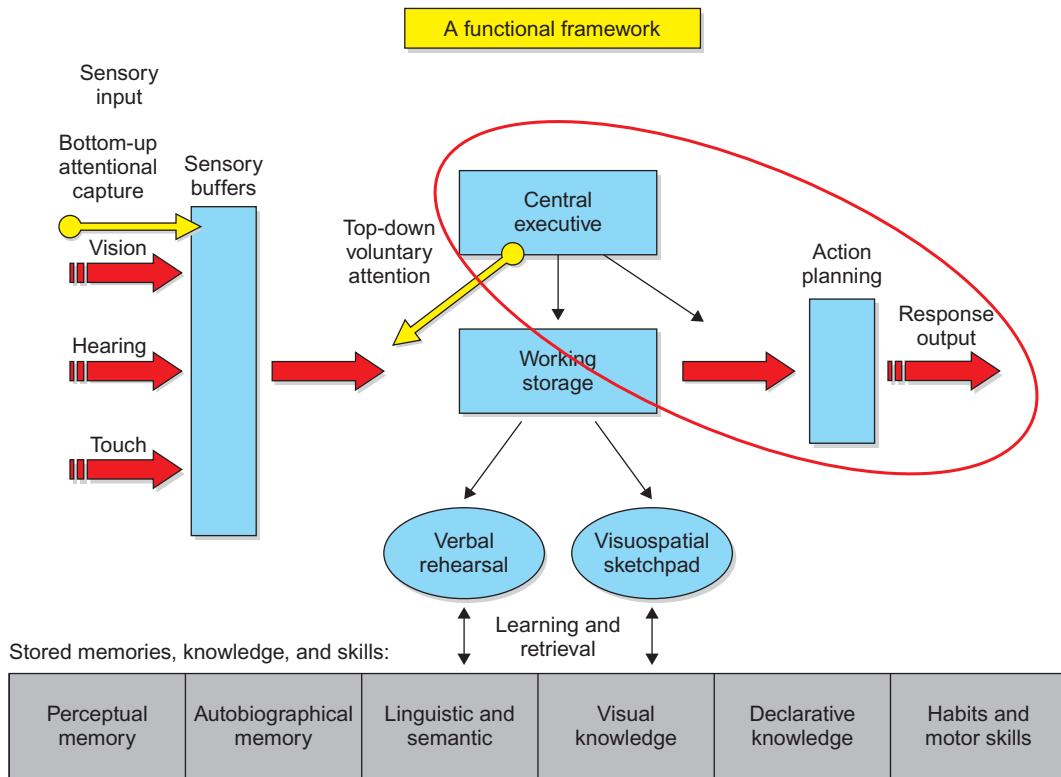 A functional framework
Sensory
input
Bottom-up
attentional
capture
Sensory
buffers
Vision
Hearing
Touch
Top-down
voluntary
attention
Central
executive
Working
storage
Action
planning
Response
output
Verbal
rehearsal
Visuospatial
sketchpad
Learning and
retrieval
Stored memories, knowledge, and skills:
Perceptual
memory
Autobiographical
memory
Linguistic and
semantic
Visual
knowledge
Declarative
knowledge
Habits and
motor skills